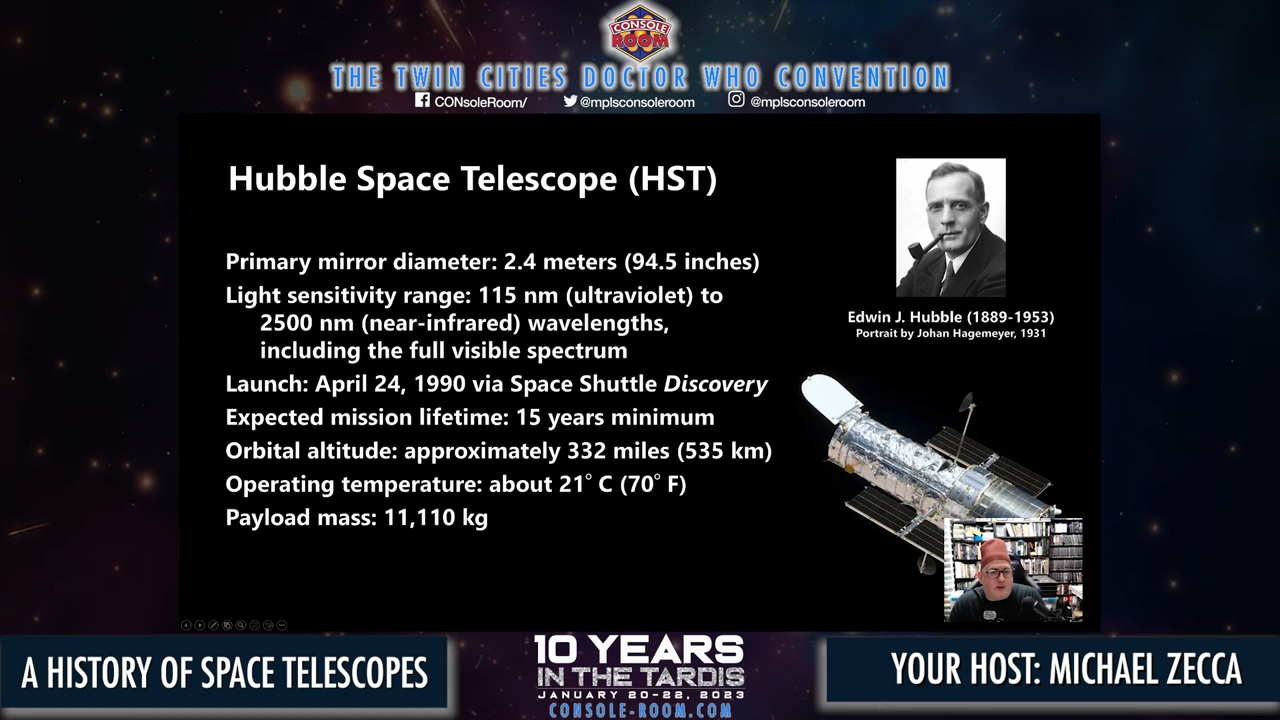 CONSOLE
ROOM
THE TWIN CITIES DOCTOR WHO CONVENTION
CONsoleRoom/ @mplsconsoleroom @mplsconsoleroom
Hubble Space Telescope (HST)
Primary mirror diameter: 2.4 meters (94.5 inches)
Light sensitivity range: 115 nm (ultraviolet) to
2500 nm (near-infrared) wavelengths,
including the full visible spectrum
Launch: April 24, 1990 via Space Shuttle Discovery
Expected mission lifetime: 15 years minimum
Orbital altitude: approximately 332 miles (535 km)
Operating temperature: about 21° C (70° F)
Payload mass: 11,110 kg
Edwin J. Hubble (1889-1953)
Portrait by Johan Hagemeyer, 1931
A HISTORY OF SPACE TELESCOPES
10 YEARS
IN THE TARDIS
JANUARY 20-22, 2023
CONSOLE-ROOM.COM
YOUR HOST: MICHAEL ZECCA